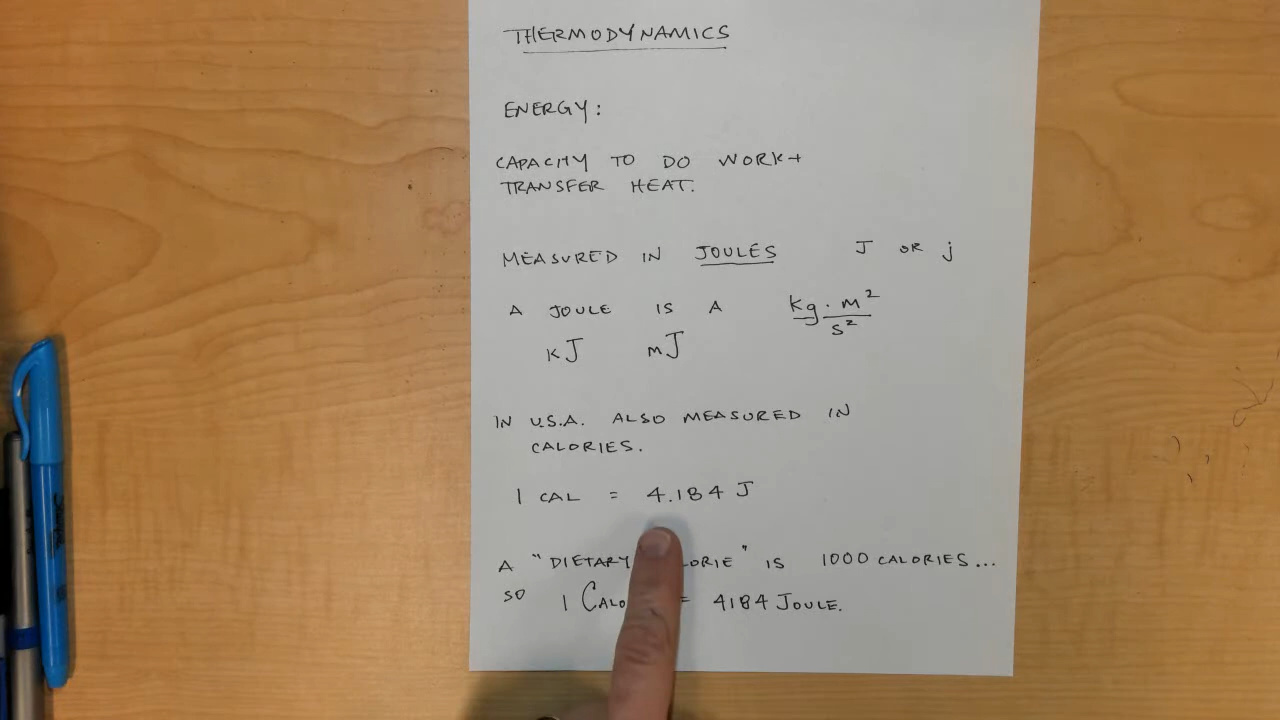 THERMODYNAMICS
ENERGY:
CAPACITY TO DO WORK +
TRANSFER HEAT.
MEASURED IN JOULES J OR j
A JOULE IS A kg · m² / s²
kJ mJ
IN U.S.A. ALSO MEASURED IN
CALORIES.
1 CAL = 4.184 J
A "DIETARY" IS 1000 CALORIES...
SO 1 = 4184 JOULE.